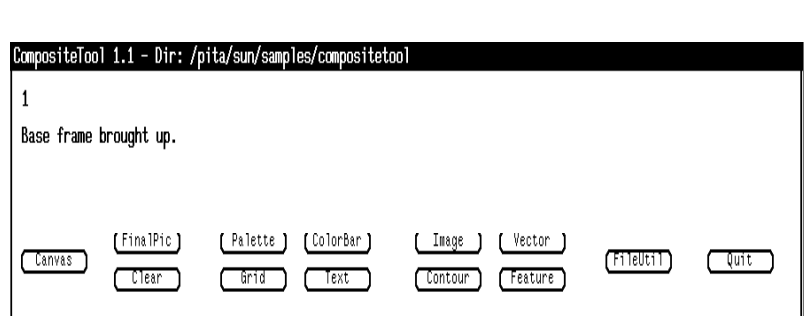 CompositeTool 1.1 - Dir: /pita/sun/samples/compositetool
1
Base frame brought up.
FinalPic Palette ColorBar Image Vector
Canvas FileUtil Quit
Clear Grid Text Contour Feature